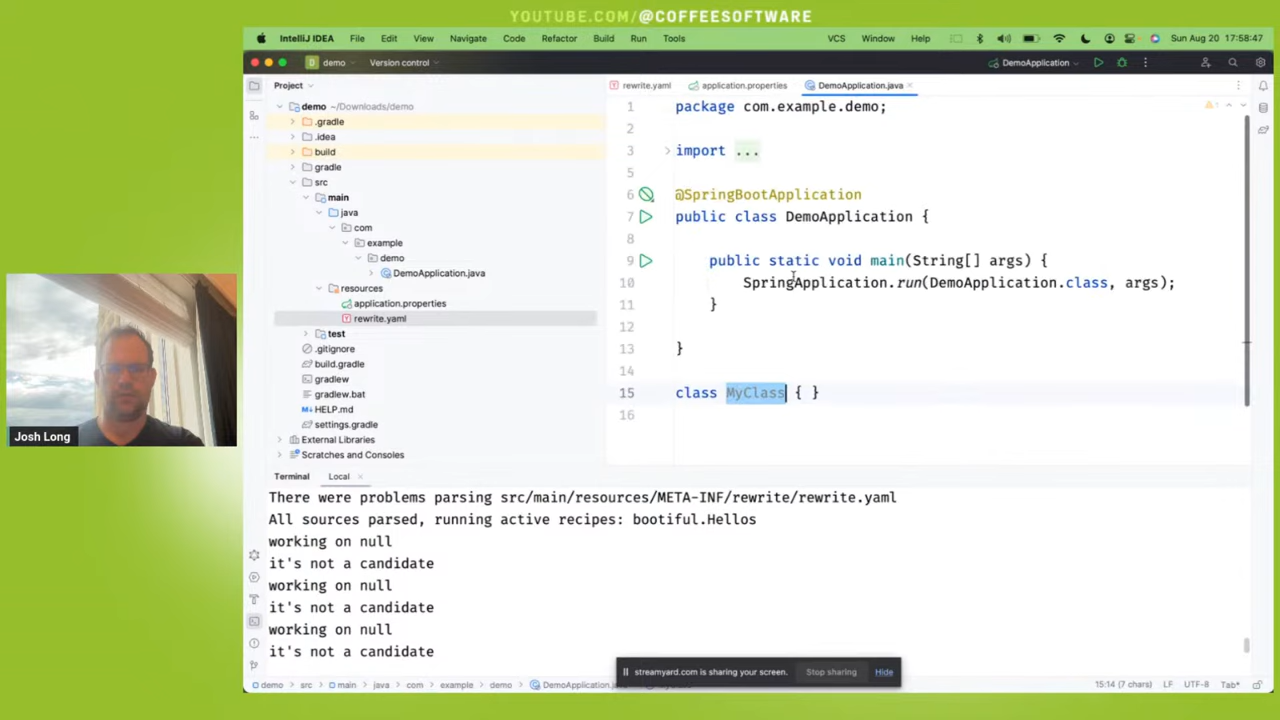 YOUTUBE.COM/@COFFEESOFTWARE
IntelliJ IDEA File Edit View Navigate Code Refactor Build Run Tools VCS Window Help Sun Aug 20 17:58:47
D demo Version control DemoApplication
Project
demo ~/Downloads/demo
.gradle
.idea
build
gradle
src
main
java
com
example
demo
DemoApplication.java
resources
application.properties
rewrite.yaml
test
.gitignore
build.gradle
gradlew
gradlew.bat
HELP.md
settings.gradle
External Libraries
Scratches and Consoles
rewrite.yaml application.properties DemoApplication.java
1 package com.example.demo;
2
3 import ...
5
6 @SpringBootApplication
7 public class DemoApplication {
8
9 public static void main(String[] args) {
10 SpringApplication.run(DemoApplication.class, args);
11 }
12
13 }
14
15 class MyClass { }
16
Josh Long
Terminal Local
There were problems parsing src/main/resources/META-INF/rewrite/rewrite.yaml
All sources parsed, running active recipes: bootiful.Hellos
working on null
it's not a candidate
working on null
it's not a candidate
working on null
it's not a candidate
streamyard.com is sharing your screen. Stop sharing Hide
demo src main java com example demo DemoApplication.java 15:14 (7 chars) LF UTF-8 Tab*